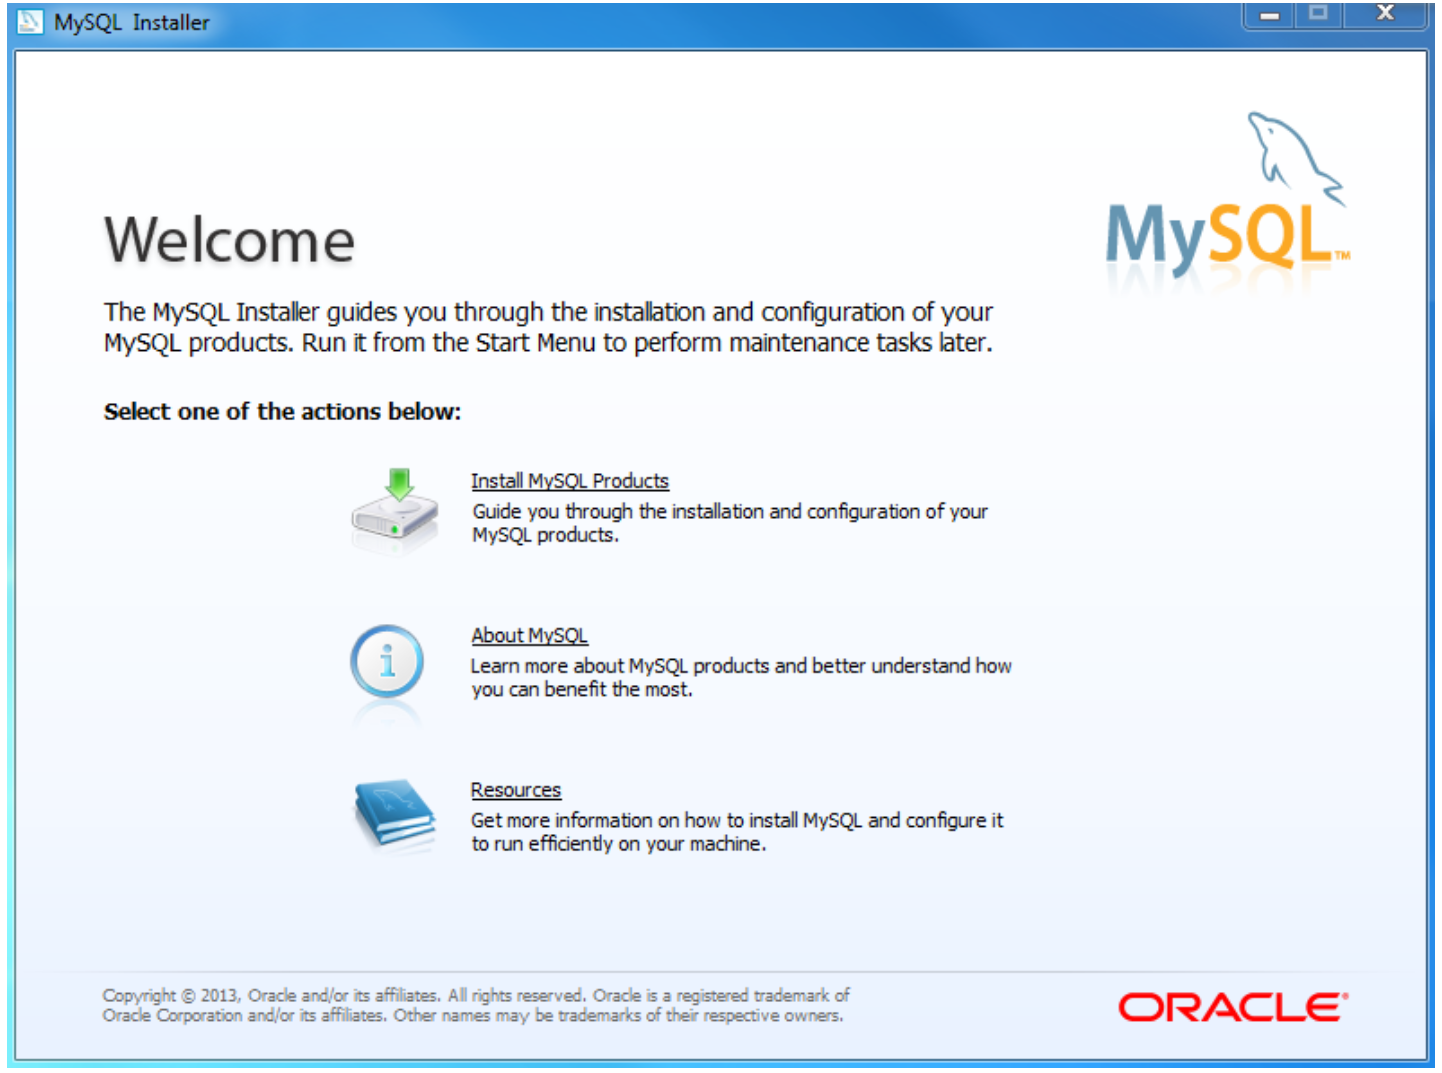 MySQL Installer
MySQL™
Welcome
The MySQL Installer guides you through the installation and configuration of your
MySQL products. Run it from the Start Menu to perform maintenance tasks later.
Select one of the actions below:
Install MySQL Products
Guide you through the installation and configuration of your
MySQL products.
About MySQL
Learn more about MySQL products and better understand how
you can benefit the most.
Resources
Get more information on how to install MySQL and configure it
to run efficiently on your machine.
Copyright © 2013, Oracle and/or its affiliates. All rights reserved. Oracle is a registered trademark of
Oracle Corporation and/or its affiliates. Other names may be trademarks of their respective owners.
ORACLE®